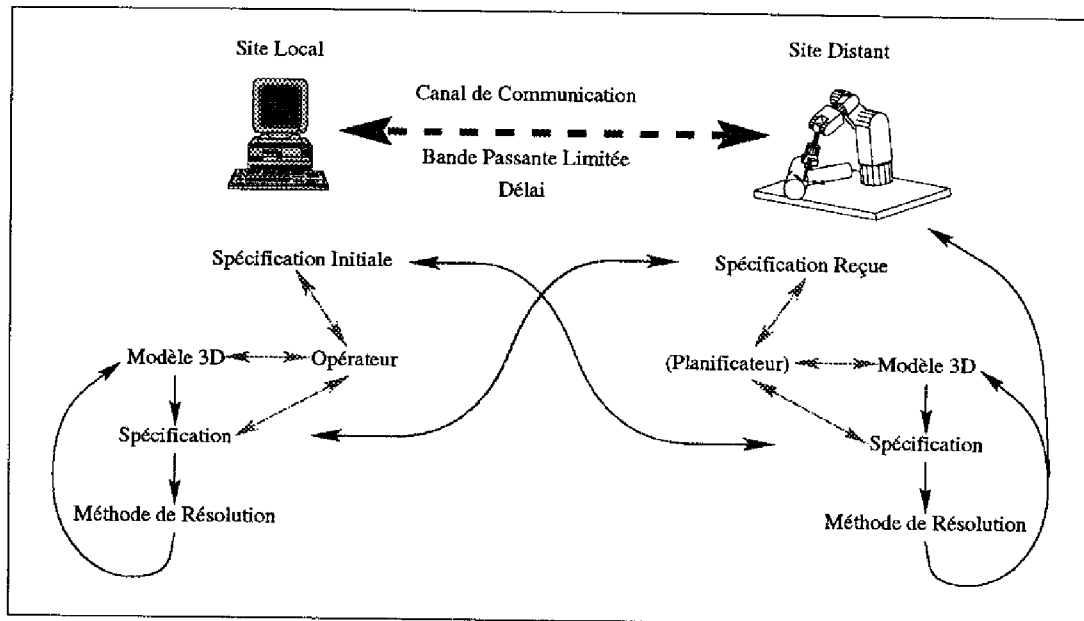 Site Local
Site Distant
Canal de Communication
Bande Passante Limitée
Délai
Spécification Initiale
Spécification Reçue
Modèle 3D
Opérateur
(Planificateur)
Modèle 3D
Spécification
Spécification
Méthode de Résolution
Méthode de Résolution